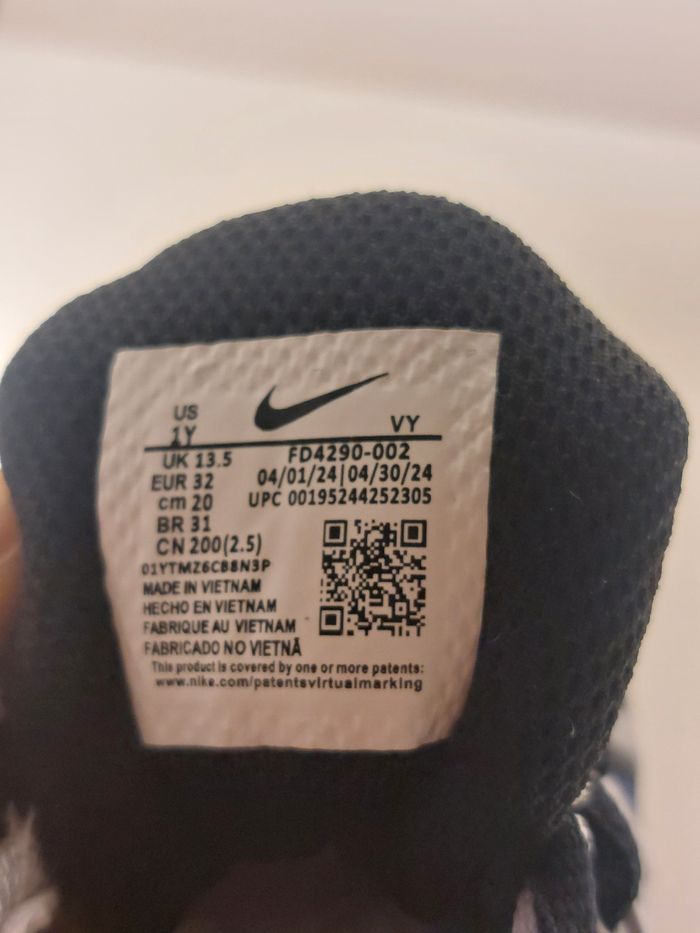 US
1Y
VY
UK 13.5
FD4290-002
EUR 32
04/01/24|04/30/24
cm 20
UPC 00195244252305
BR 31
CN 200(2.5)
01YTMZ6CB8N3P
MADE IN VIETNAM
HECHO EN VIETNAM
FABRIQUE AU VIETNAM
FABRICADO NO VIETNÃ
This product is covered by one or more patents:
www.nike.com/patentsvirtualmarking